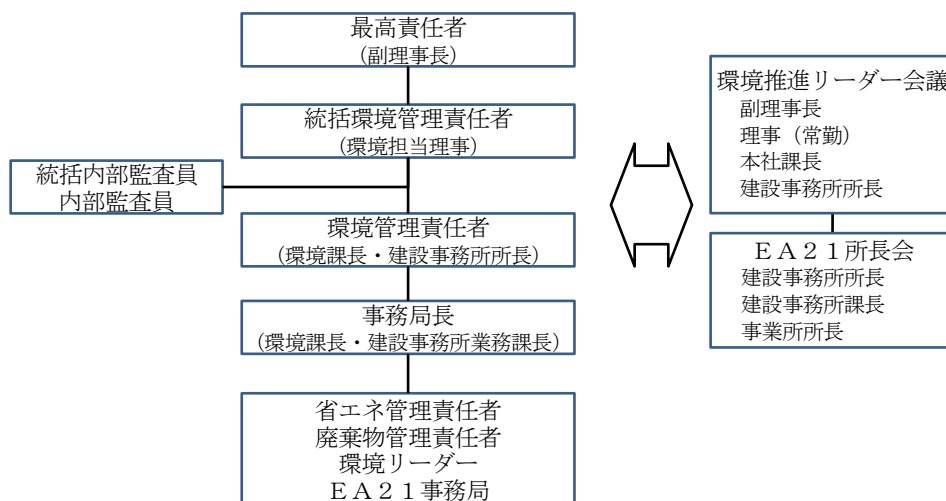 最高責任者
(副理事長)
統括環境管理責任者
(環境担当理事)
統括内部監査員
内部監査員
環境管理責任者
(環境課長・建設事務所所長)
事務局長
(環境課長・建設事務所業務課長)
省エネ管理責任者
廃棄物管理責任者
環境リーダー
ＥＡ２１事務局
環境推進リーダー会議
副理事長
理事（常勤）
本社課長
建設事務所所長
ＥＡ２１所長会
建設事務所所長
建設事務所課長
事業所所長